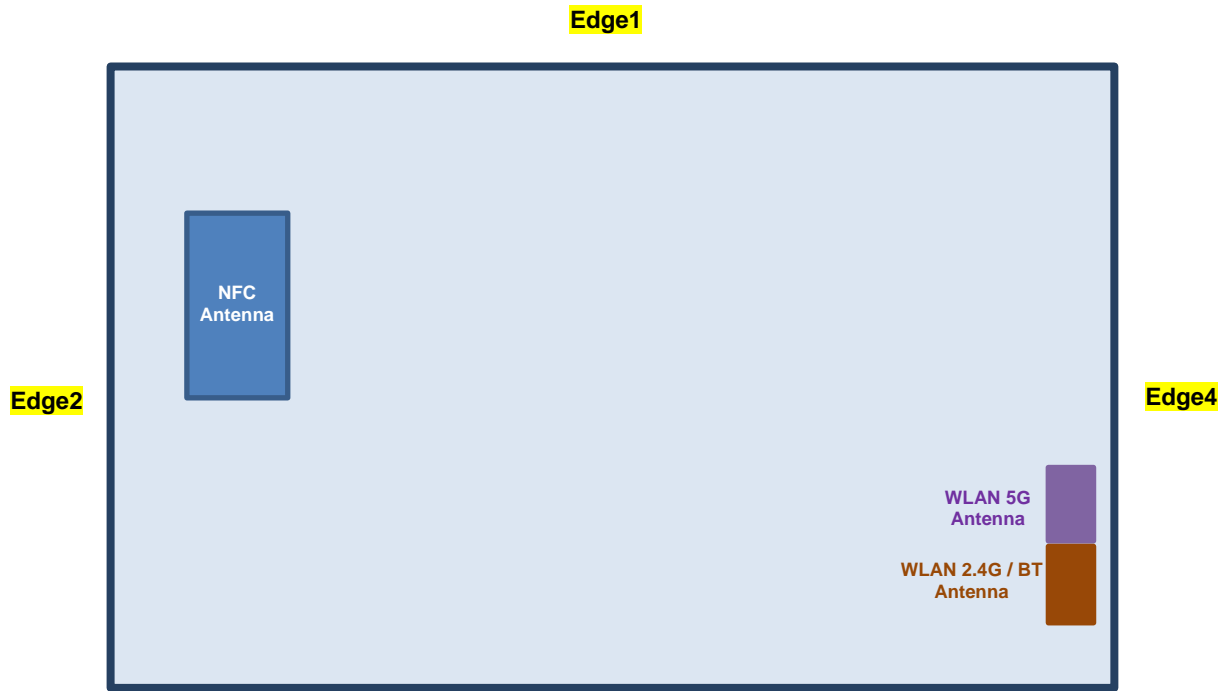 Edge1
NFC
Antenna
Edge2
Edge4
WLAN 5G
Antenna
WLAN 2.4G / BT
Antenna